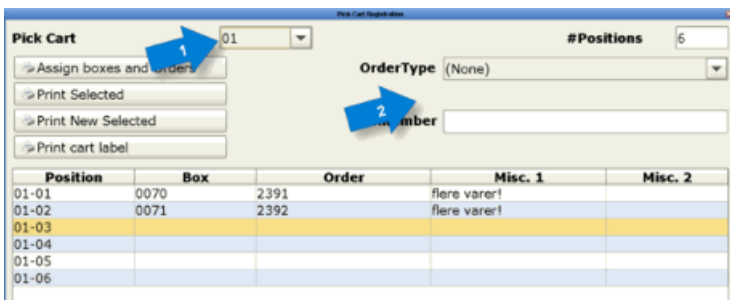 Pick Cart Registration
Pick Cart 01 #Positions 6
1
Assign boxes and orders OrderType (None)
Print Selected
2
Print New Selected
Print cart label
Position Box Order Misc. 1 Misc. 2
01-01 0070 2391 flere varer!
01-02 0071 2392 flere varer!
01-03
01-04
01-05
01-06